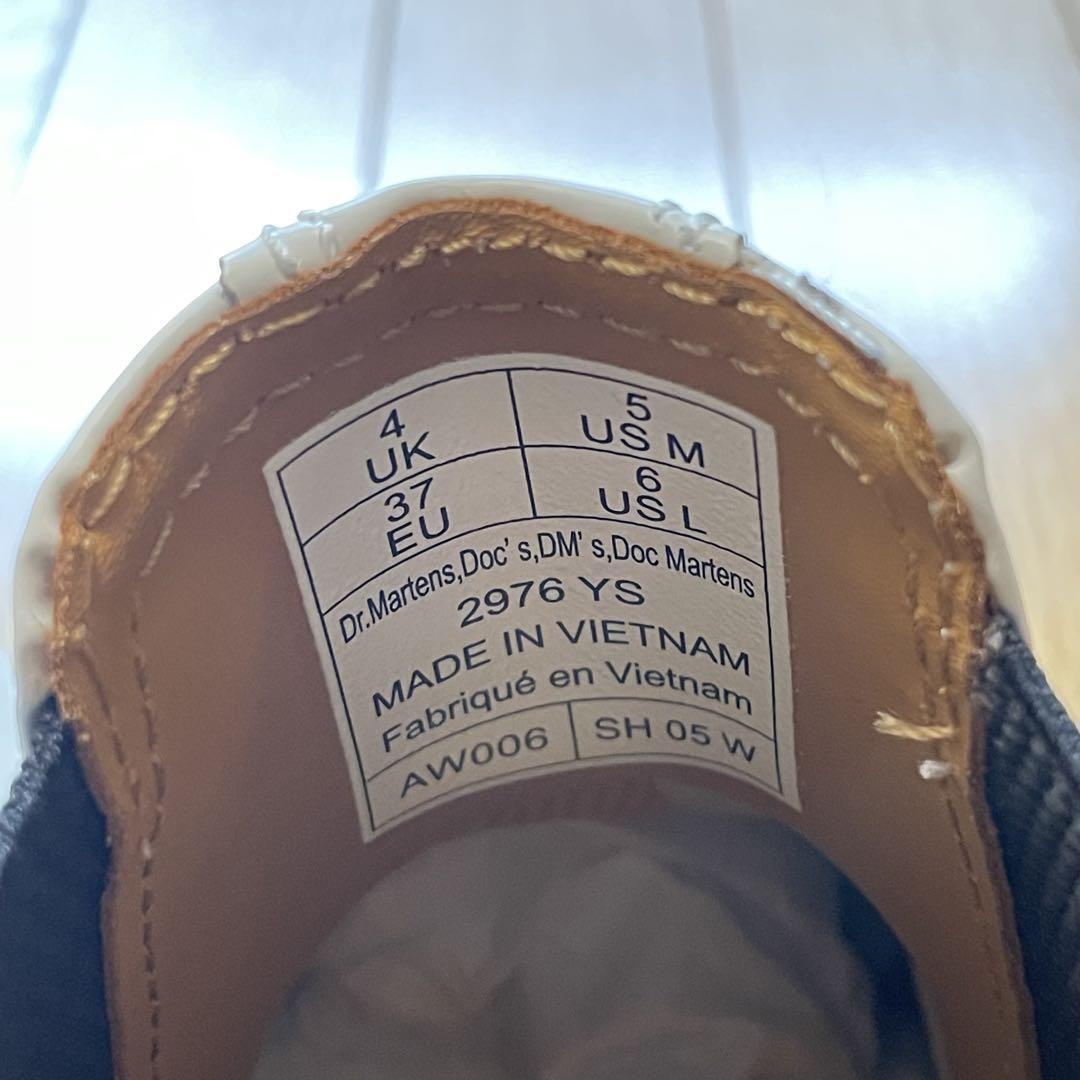 4
UK
5
US M
37
EU
6
US L
Dr.Martens,Doc's,DM's,Doc Martens
2976 YS
MADE IN VIETNAM
Fabriqué en Vietnam
AW006
SH 05 W